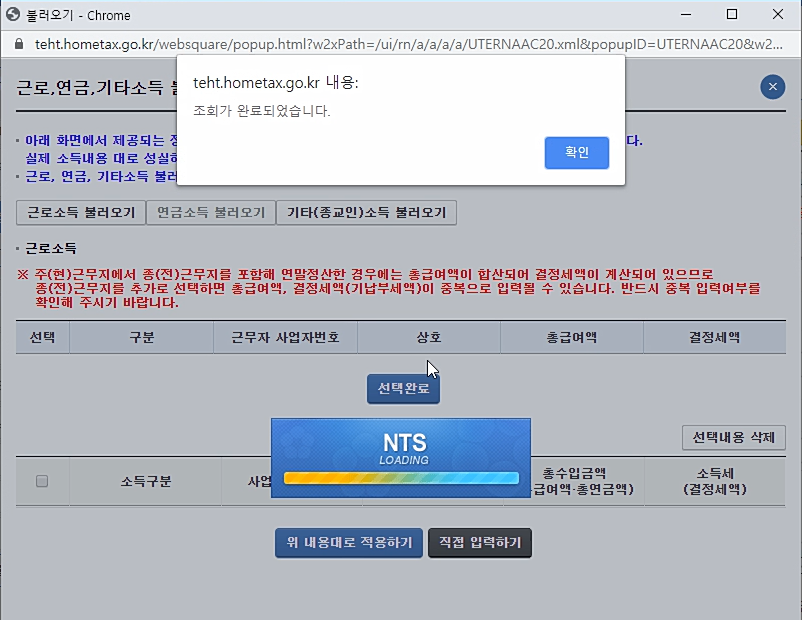 불러오기 - Chrome
teht.hometax.go.kr/websquare/popup.html?w2xPath=/ui/rn/a/a/a/a/UTERNAAC20.xml&popupID=UTERNAAC20&w2...
teht.hometax.go.kr 내용:
조회가 완료되었습니다.
확인
근로,연금,기타소득
아래 화면에서 제공되는
다.
실제 소득내용 대로
근로, 연금, 기타소득
근로소득 불러오기 연금소득 불러오기 기타(종교인)소득 불러오기
근로소득
※ 주(현)근무지에서 종(전)근무지를 포함해 연말정산한 경우에는 총급여액이 합산되어 결정세액이 계산되어 있으므로
종(전)근무지를 추가로 선택하면 총급여액, 결정세액(기납부세액)이 중복으로 입력될 수 있습니다. 반드시 중복 입력여부를
확인해 주시기 바랍니다.
선택 구분 근무자 사업자번호 상호 총급여액 결정세액
선택완료
NTS
LOADING
선택내용 삭제
소득구분 사업 총수입금액 소득세
급여액·총연금액) (결정세액)
위 내용대로 적용하기 직접 입력하기